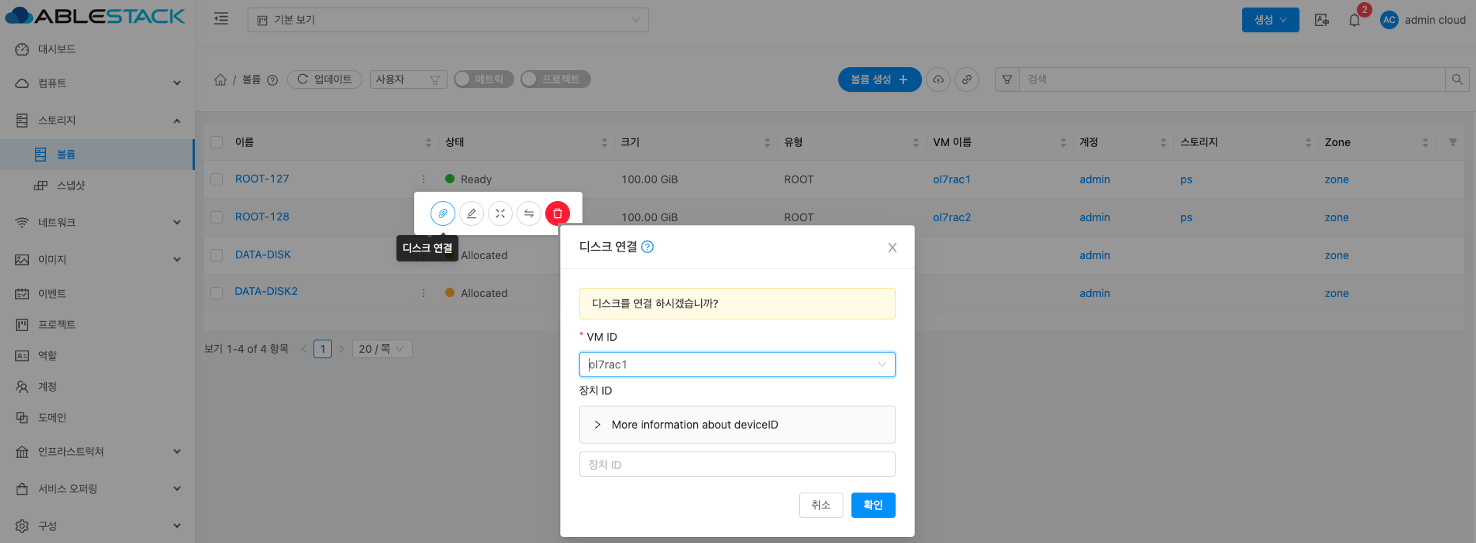 ABLESTACK
기본 보기
생성
2
AC admin cloud
대시보드
컴퓨트
스토리지
볼륨
스냅샷
네트워크
이미지
이벤트
프로젝트
역할
계정
도메인
인프라스트럭쳐
서비스 오퍼링
구성
/ 볼륨 업데이트 사용자 메트릭 프로젝트
볼륨 생성 +
검색
이름 상태 크기 유형 VM 이름 계정 스토리지 Zone
ROOT-127 Ready 100.00 GiB ROOT ol7rac1 admin ps zone
ROOT-128 100.00 GiB ROOT ol7rac2 admin ps zone
DATA-DISK Allocated admin zone
DATA-DISK2 Allocated admin zone
보기 1-4 of 4 항목 < 1 > 20 / 쪽
디스크 연결
디스크 연결
디스크를 연결 하시겠습니까?
* VM ID
ol7rac1
장치 ID
More information about deviceID
장치 ID
취소 확인